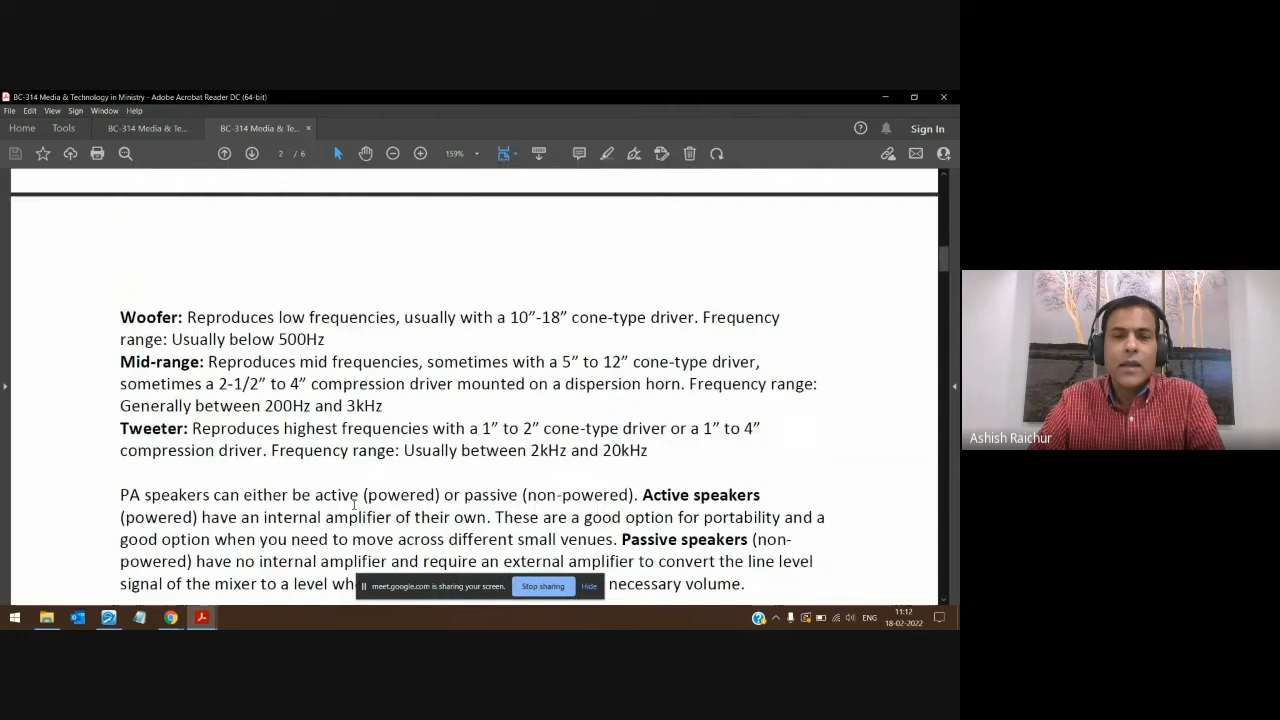 BC-314 Media & Technology in Ministry - Adobe Acrobat Reader DC (64-bit)
File Edit View Sign Window Help
Home Tools BC-314 Media & Te... BC-314 Media & Te... × Sign In
2 / 6 159%
Woofer: Reproduces low frequencies, usually with a 10”-18” cone-type driver. Frequency
range: Usually below 500Hz
Mid-range: Reproduces mid frequencies, sometimes with a 5” to 12” cone-type driver,
sometimes a 2-1/2” to 4” compression driver mounted on a dispersion horn. Frequency range:
Generally between 200Hz and 3kHz
Tweeter: Reproduces highest frequencies with a 1” to 2” cone-type driver or a 1” to 4”
compression driver. Frequency range: Usually between 2kHz and 20kHz
PA speakers can either be active (powered) or passive (non-powered). Active speakers
(powered) have an internal amplifier of their own. These are a good option for portability and a
good option when you need to move across different small venues. Passive speakers (non-
powered) have no internal amplifier and require an external amplifier to convert the line level
signal of the mixer to a level wh necessary volume.
meet.google.com is sharing your screen. Stop sharing Hide
ENG 11:12
18-02-2022
Ashish Raichur